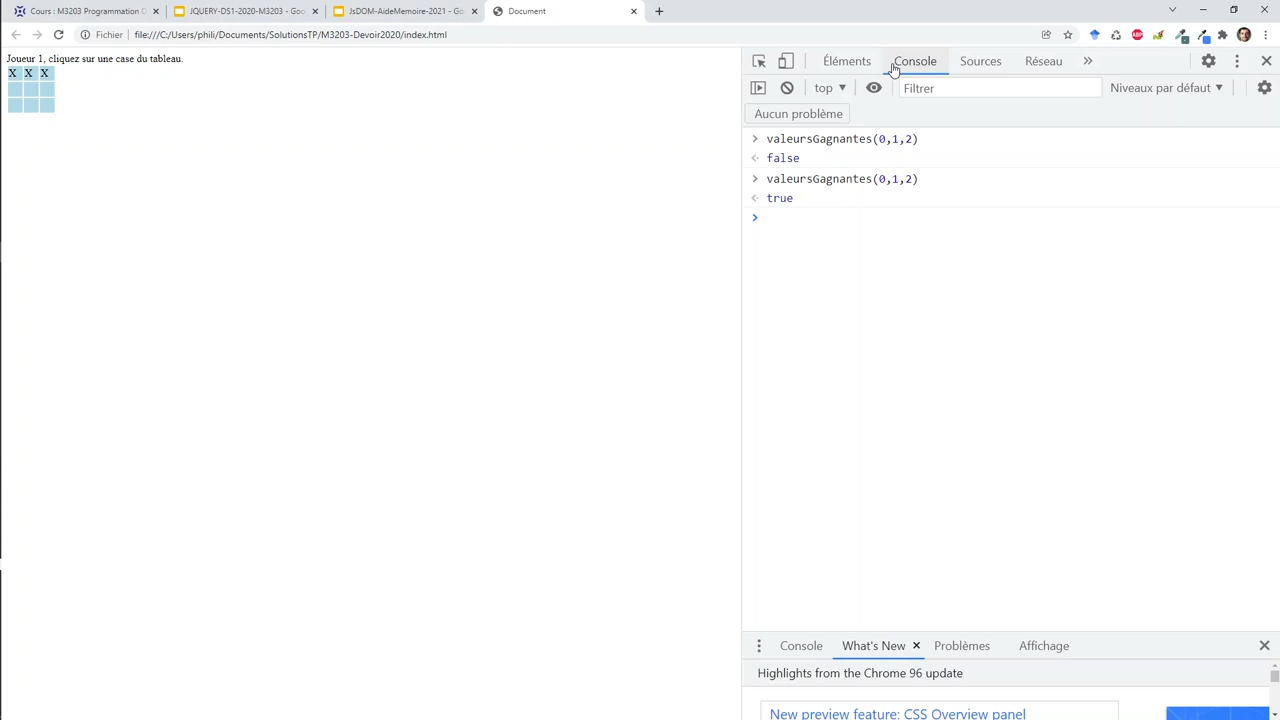 Cours : M3203 Programmation C
JQUERY-DS1-2020-M3203 - Goo
JsDOM-AideMemoire-2021 - Go
Document
Fichier
file:///C:/Users/phili/Documents/SolutionsTP/M3203-Devoir2020/index.html
ABP
Joueur 1, cliquez sur une case du tableau.
X X X
Éléments Console Sources Réseau
top Filtrer Niveaux par défaut
Aucun problème
valeursGagnantes(0,1,2)
false
valeursGagnantes(0,1,2)
true
Console What's New Problèmes Affichage
Highlights from the Chrome 96 update
New preview feature: CSS Overview panel